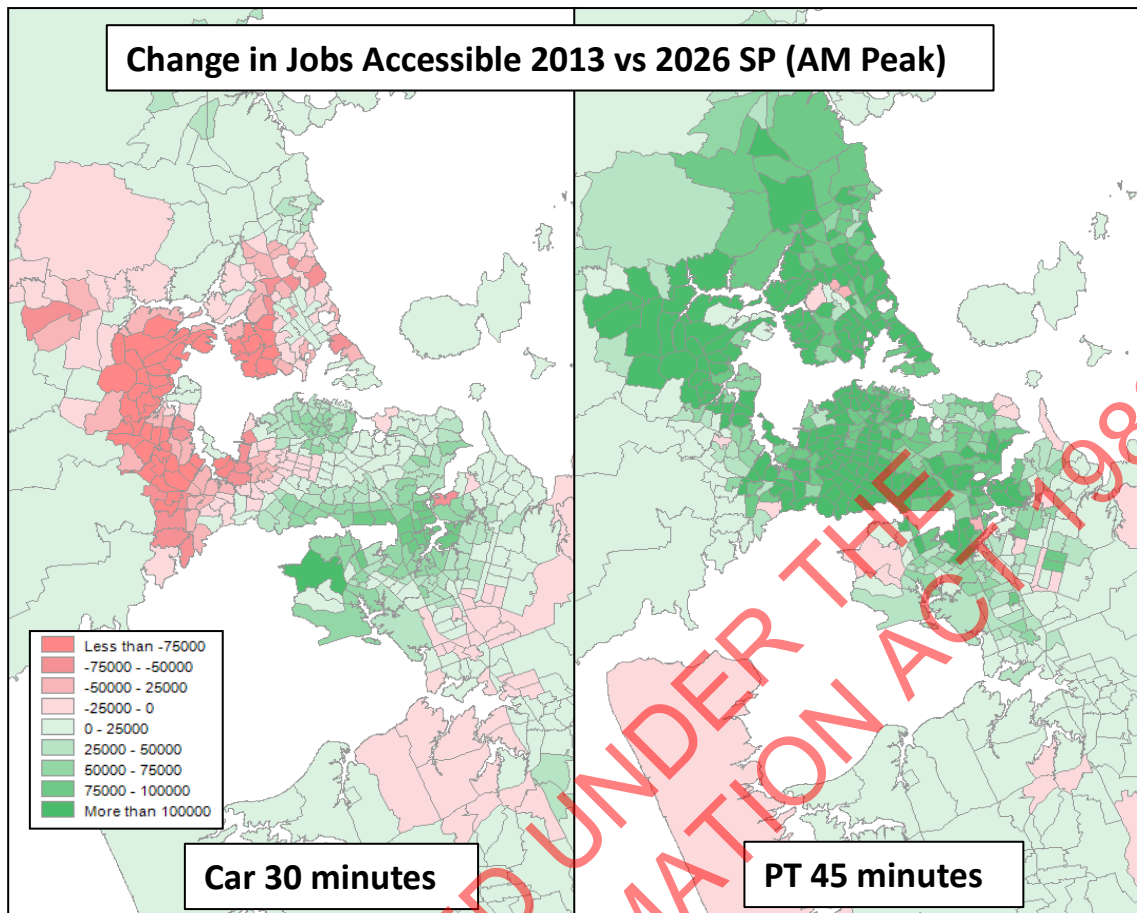 Change in Jobs Accessible 2013 vs 2026 SP (AM Peak)
Less than -75000
-75000 - -50000
-50000 - 25000
-25000 - 0
0 - 25000
25000 - 50000
50000 - 75000
75000 - 100000
More than 100000
Car 30 minutes
PT 45 minutes
UNDER THE
MATION ACT 198